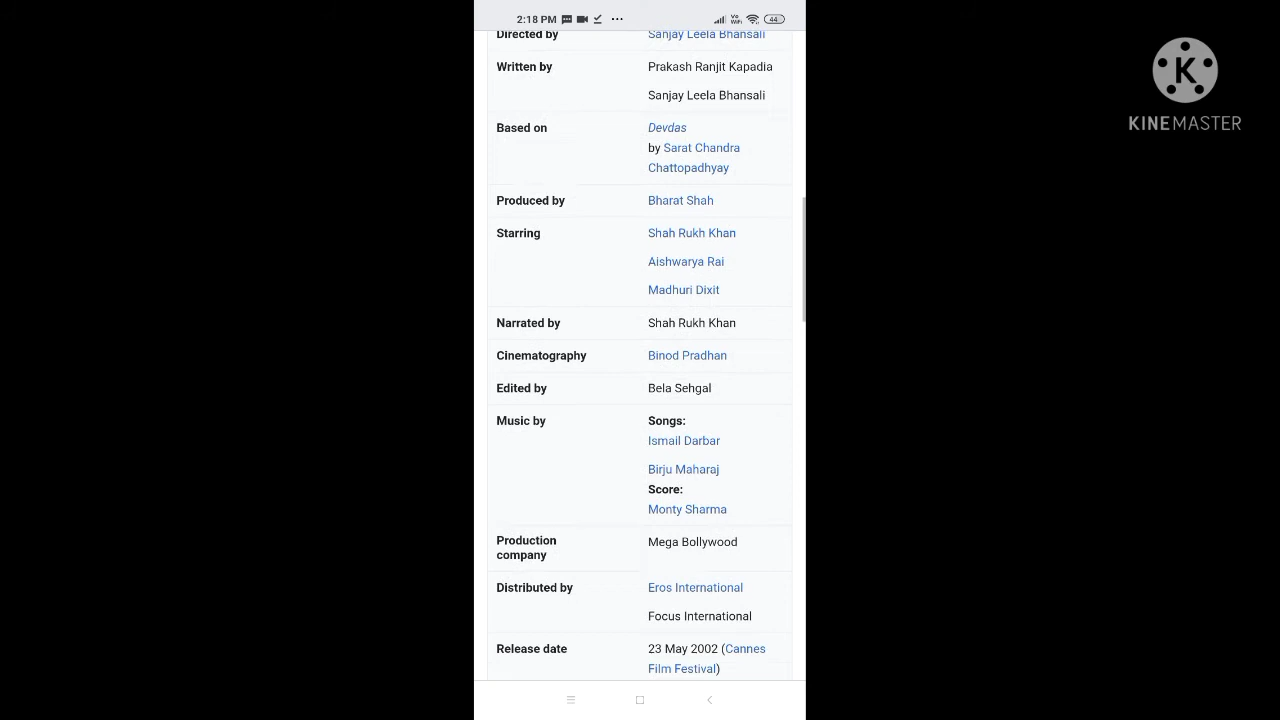 2:18 PM
Vo WiFi
44
KINEMASTER
Directed by
Sanjay Leela Bhansali
Written by
Prakash Ranjit Kapadia
Sanjay Leela Bhansali
Based on
Devdas
by Sarat Chandra
Chattopadhyay
Produced by
Bharat Shah
Starring
Shah Rukh Khan
Aishwarya Rai
Madhuri Dixit
Narrated by
Shah Rukh Khan
Cinematography
Binod Pradhan
Edited by
Bela Sehgal
Music by
Songs:
Ismail Darbar
Birju Maharaj
Score:
Monty Sharma
Production
company
Mega Bollywood
Distributed by
Eros International
Focus International
Release date
23 May 2002 (Cannes
Film Festival)